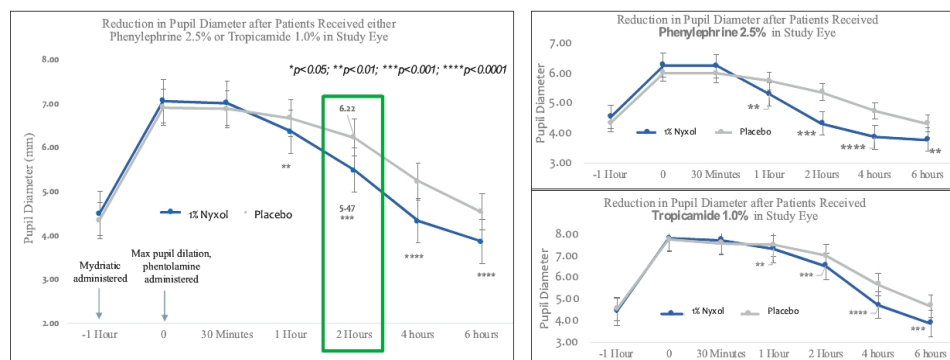 Reduction in Pupil Diameter after Patients Received either
Phenylephrine 2.5% or Tropicamide 1.0% in Study Eye
8.00
*p<0.05; **p<0.01; ***p<0.001; ****p<0.0001
7.00
6.22
6.00
Pupil Diameter (mm)
**
5.00
5-47
***
1% Nyxol
Placebo
4.00
****
****
Mydriatic
administered
Max pupil dilation,
phentolamine
administered
3.00
2.00
-1 Hour
0
30 Minutes
1 Hour
2 Hours
4 hours
6 hours
Reduction in Pupil Diameter after Patients Received
Phenylephrine 2.5% in Study Eye
7.00
6.00
5.00
4.00
3.00
Pupil Diameter
**
***
****
**
1% Nyxol
Placebo
-1 Hour
0
30 Minutes
1 Hour
2 Hours
4 hours
6 hours
Reduction in Pupil Diameter after Patients Received
Tropicamide 1.0% in Study Eye
8.00
7.00
6.00
5.00
4.00
3.00
Pupil Diameter
**
***
****
***
1% Nyxol
Placebo
-1 Hour
0
30 Minutes
1 Hour
2 Hours
4 hours
6 hours